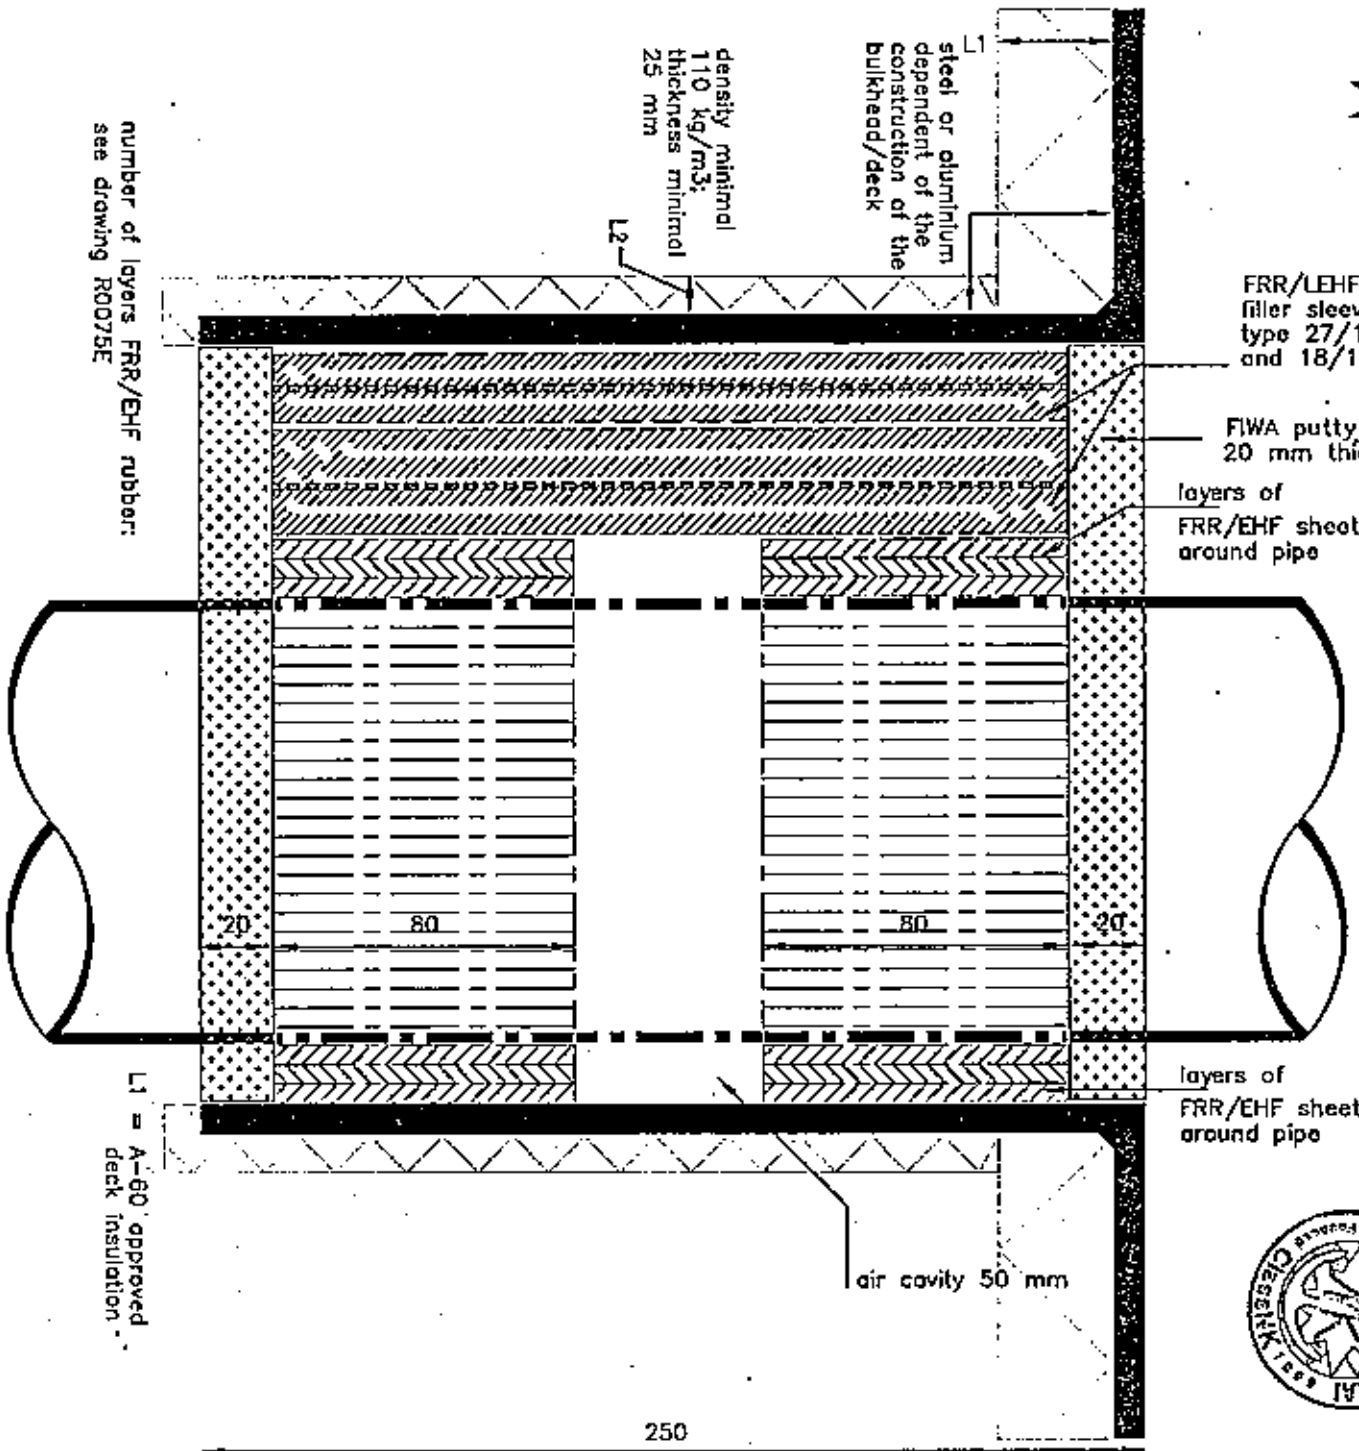 L1
steel or aluminium
dependent of the
construction of the
bulkhead/deck
density minimal
110 kg/m3;
thickness minimal
25 mm
L2
number of layers FRR/EHF rubber:
see drawing R0075E
FRR/LEHF
filler sleev
type 27/1
and 18/1
FIWA putty
20 mm thi
layers of
FRR/EHF sheet
around pipe
20
80
80
20
layers of
FRR/EHF sheet
around pipe
L1 = A-60 approved
deck insulation
air cavity 50 mm
250